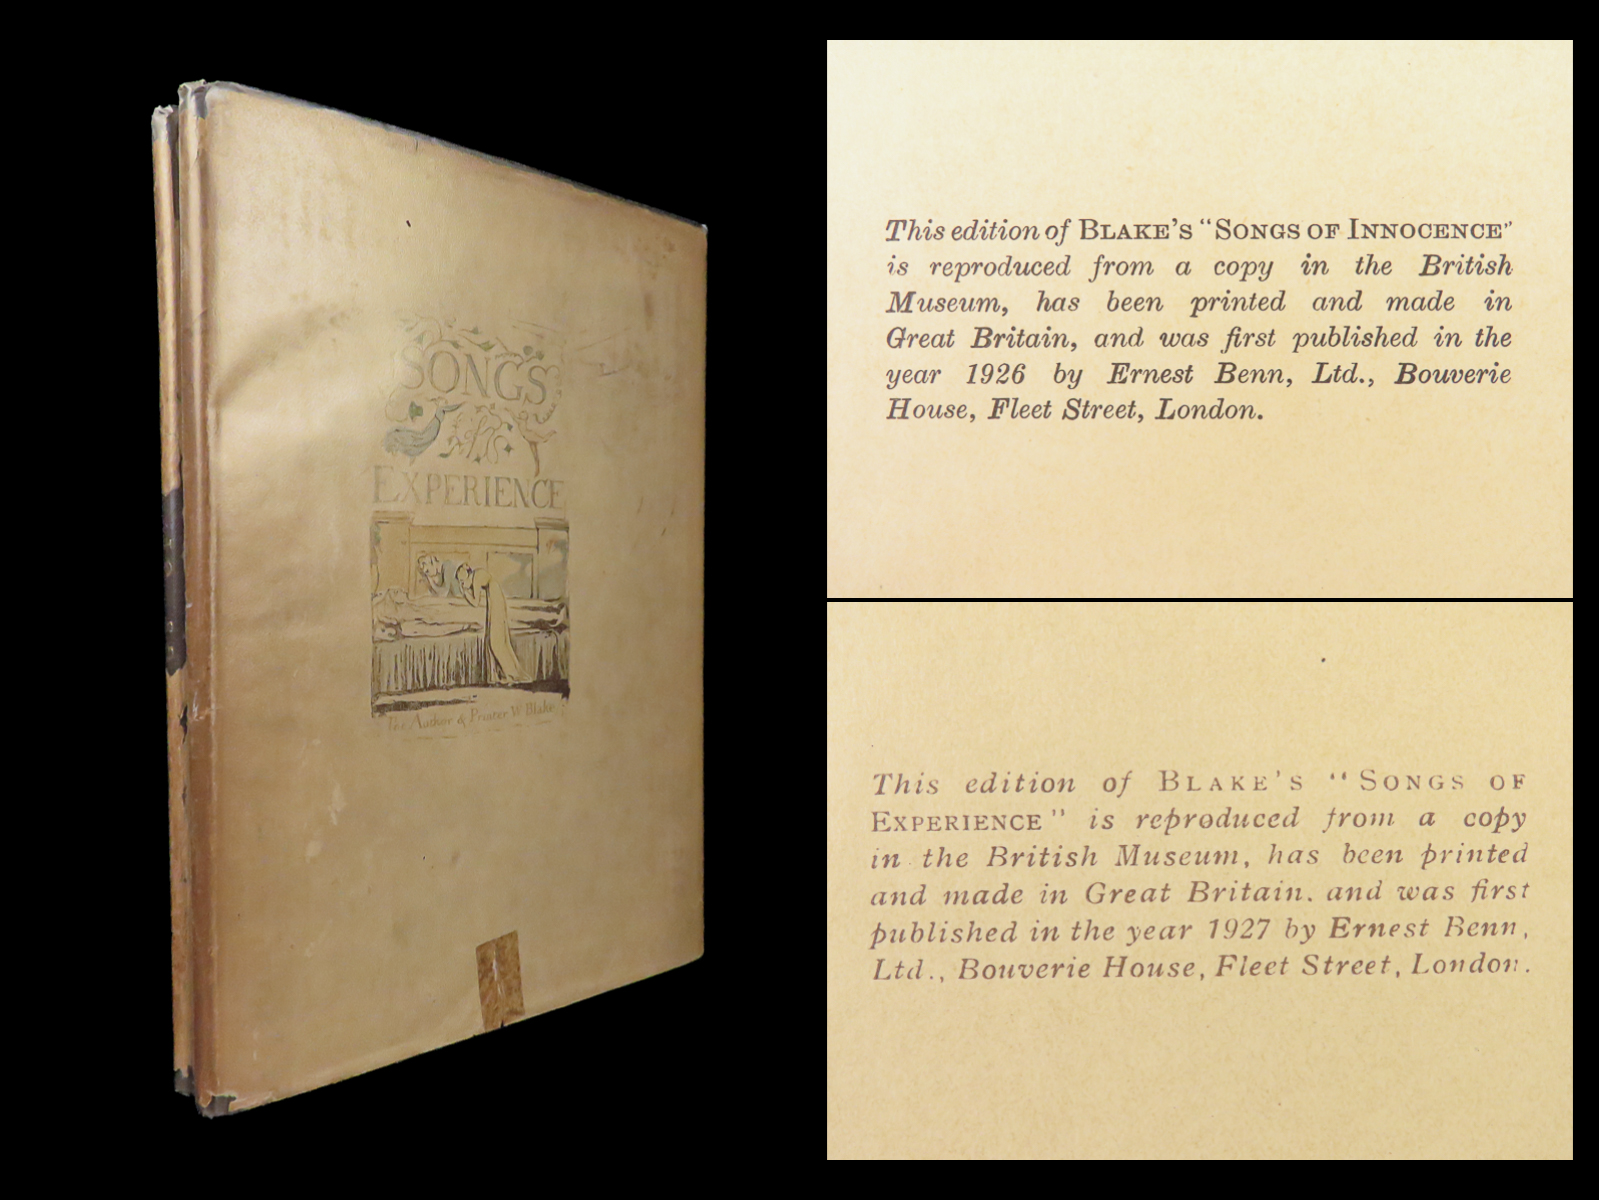 SONGS
of
EXPERIENCE
The Author & Printer W Blake
This edition of BLAKE'S "SONGS OF INNOCENCE"
is reproduced from a copy in the British
Museum, has been printed and made in
Great Britain, and was first published in the
year 1926 by Ernest Benn, Ltd., Bouverie
House, Fleet Street, London.
This edition of BLAKE'S "SONGS OF
EXPERIENCE" is reproduced from a copy
in the British Museum, has been printed
and made in Great Britain. and was first
published in the year 1927 by Ernest Benn,
Ltd., Bouverie House, Fleet Street, London.